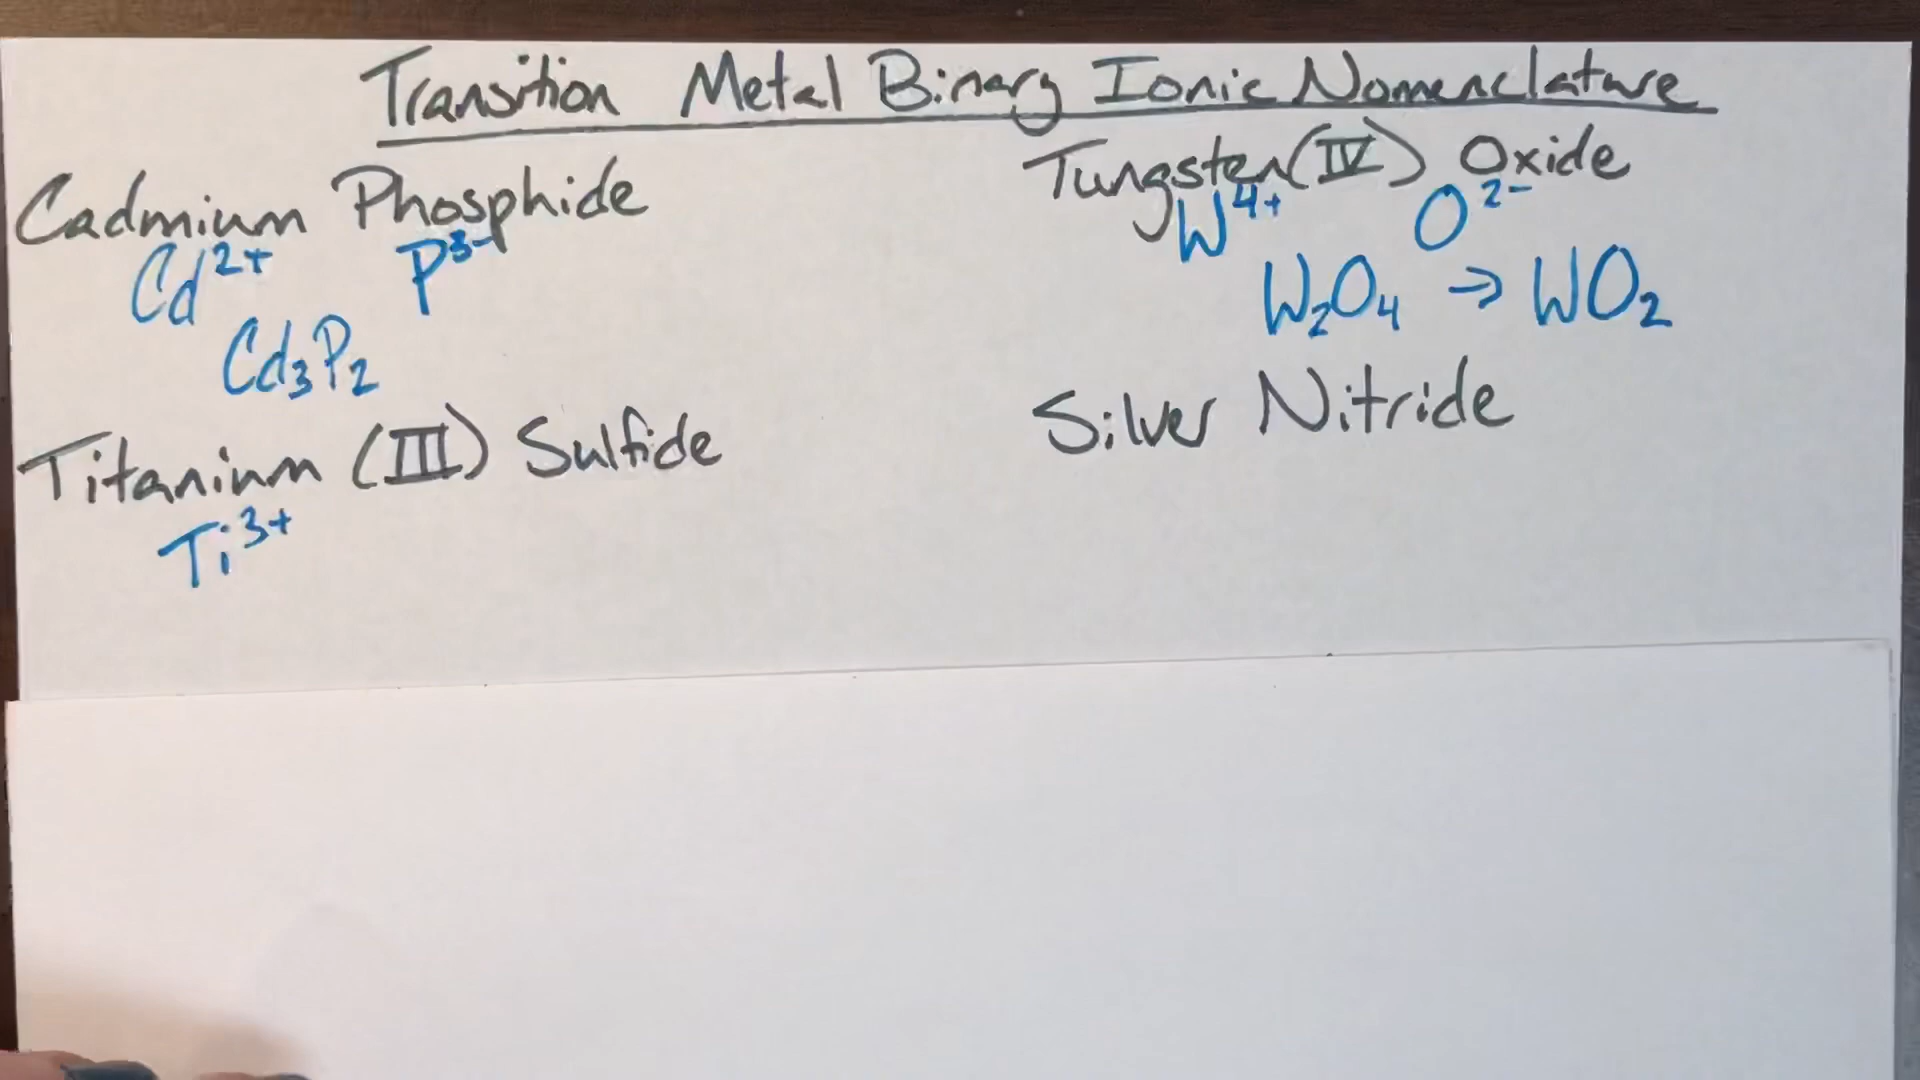 Transition Metal Binary Ionic Nomenclature
Cadmium Phosphide
Cd²⁺ P³⁻
Cd₃P₂
Titanium (III) Sulfide
Ti³⁺
Tungsten(IV) Oxide
W⁴⁺ O²⁻
W₂O₄ → WO₂
Silver Nitride